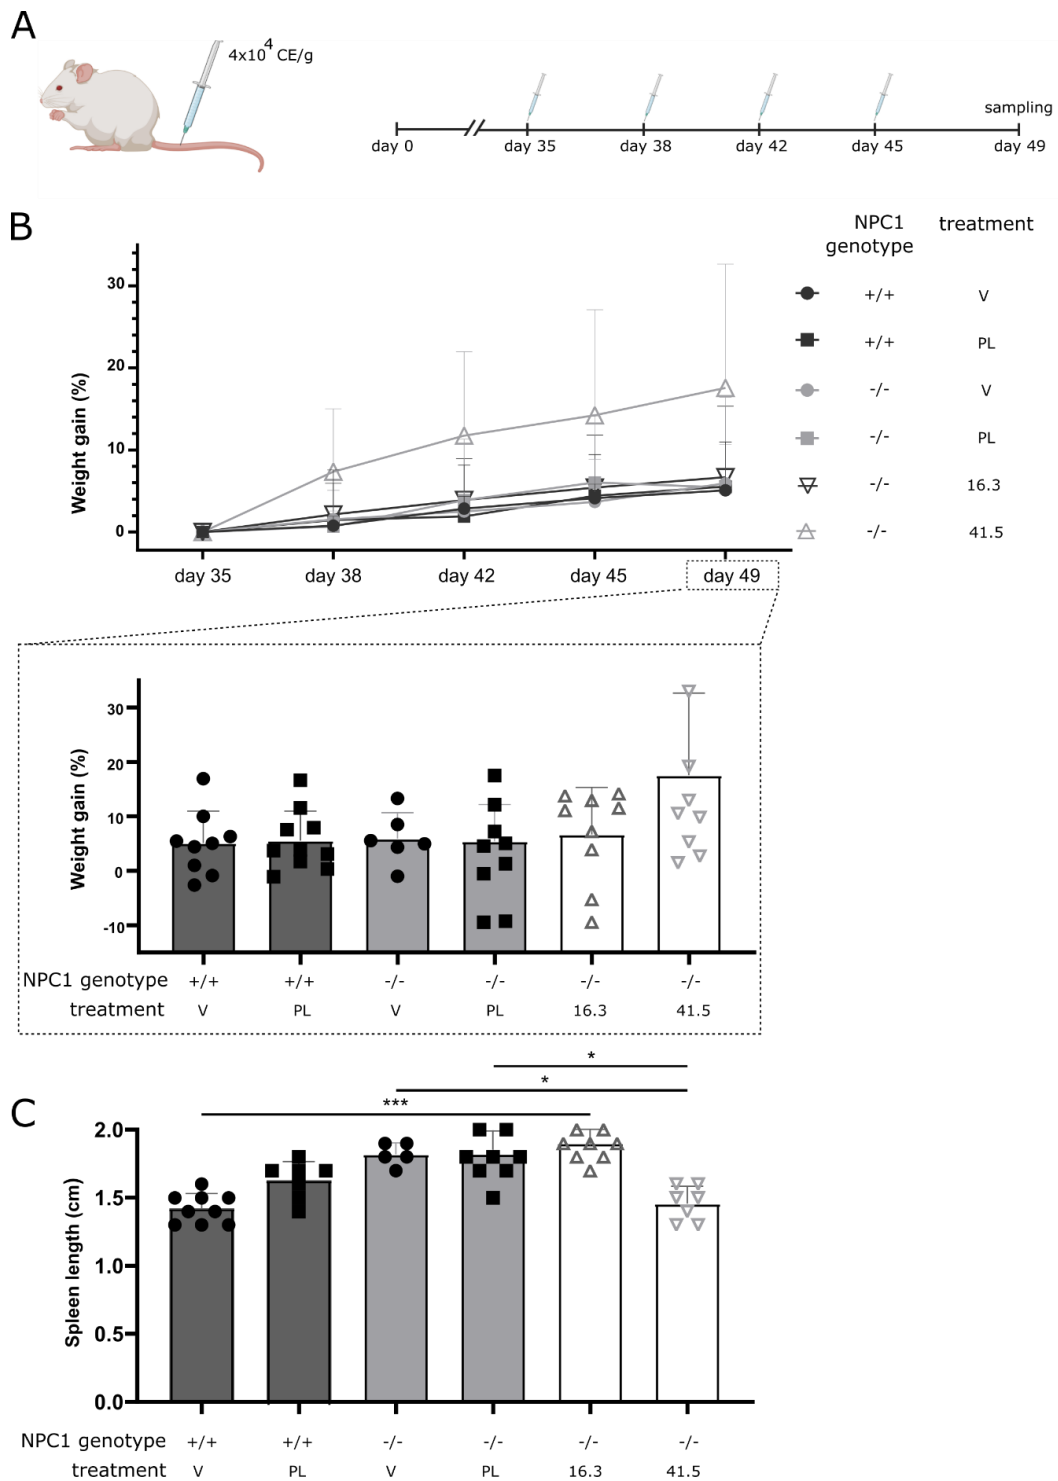 A
4x10⁴ CE/g
sampling
day 0 day 35 day 38 day 42 day 45 day 49
B
NPC1 genotype treatment
+/+ V
+/+ PL
-/- V
-/- PL
-/- 16.3
-/- 41.5
Weight gain (%)
30
20
10
0
day 35 day 38 day 42 day 45 day 49
Weight gain (%)
30
20
10
0
-10
NPC1 genotype +/+ +/+ -/- -/- -/- -/-
treatment V PL V PL 16.3 41.5
*
*
***
C
Spleen length (cm)
2.0
1.5
1.0
0.5
0.0
NPC1 genotype +/+ +/+ -/- -/- -/- -/-
treatment V PL V PL 16.3 41.5